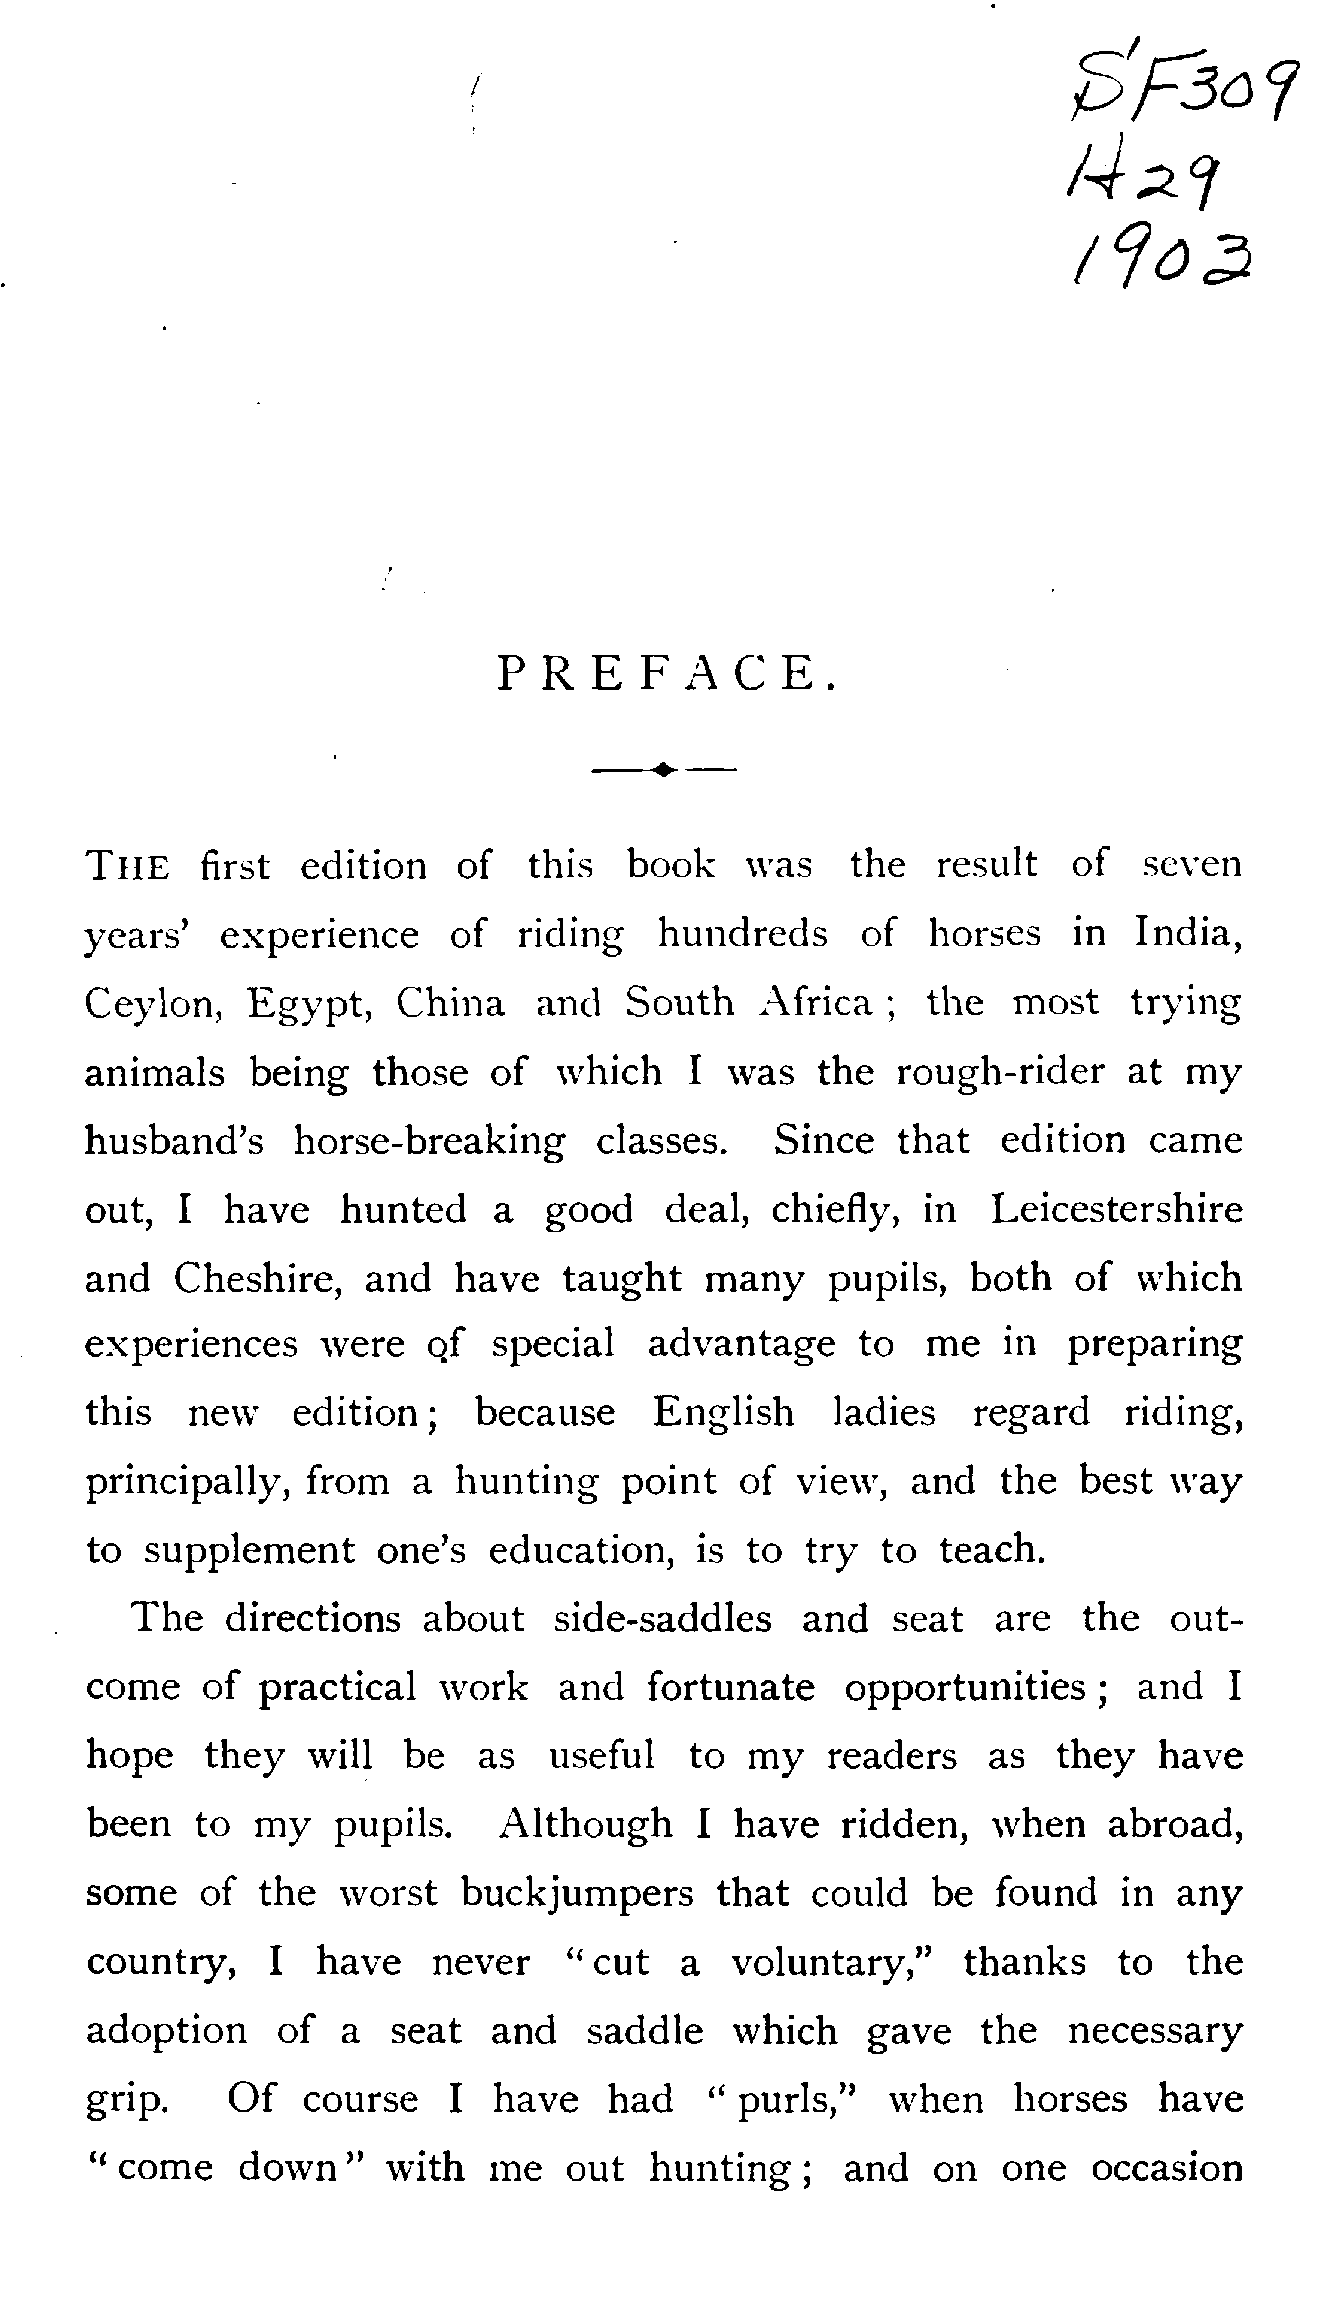 SF309
H29
1903
PREFACE.
THE first edition of this book was the result of seven
years' experience of riding hundreds of horses in India,
Ceylon, Egypt, China and South Africa ; the most trying
animals being those of which I was the rough-rider at my
husband's horse-breaking classes. Since that edition came
out, I have hunted a good deal, chiefly, in Leicestershire
and Cheshire, and have taught many pupils, both of which
experiences were of special advantage to me in preparing
this new edition ; because English ladies regard riding,
principally, from a hunting point of view, and the best way
to supplement one's education, is to try to teach.
The directions about side-saddles and seat are the out-
come of practical work and fortunate opportunities ; and I
hope they will be as useful to my readers as they have
been to my pupils. Although I have ridden, when abroad,
some of the worst buckjumpers that could be found in any
country, I have never “ cut a voluntary,” thanks to the
adoption of a seat and saddle which gave the necessary
grip. Of course I have had “ purls,” when horses have
“ come down ” with me out hunting ; and on one occasion